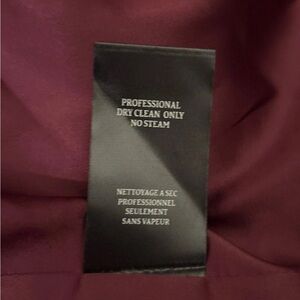 PROFESSIONAL
DRY CLEAN ONLY
NO STEAM
NETTOYAGE A SEC
PROFESSIONNEL
SEULEMENT
SANS VAPEUR